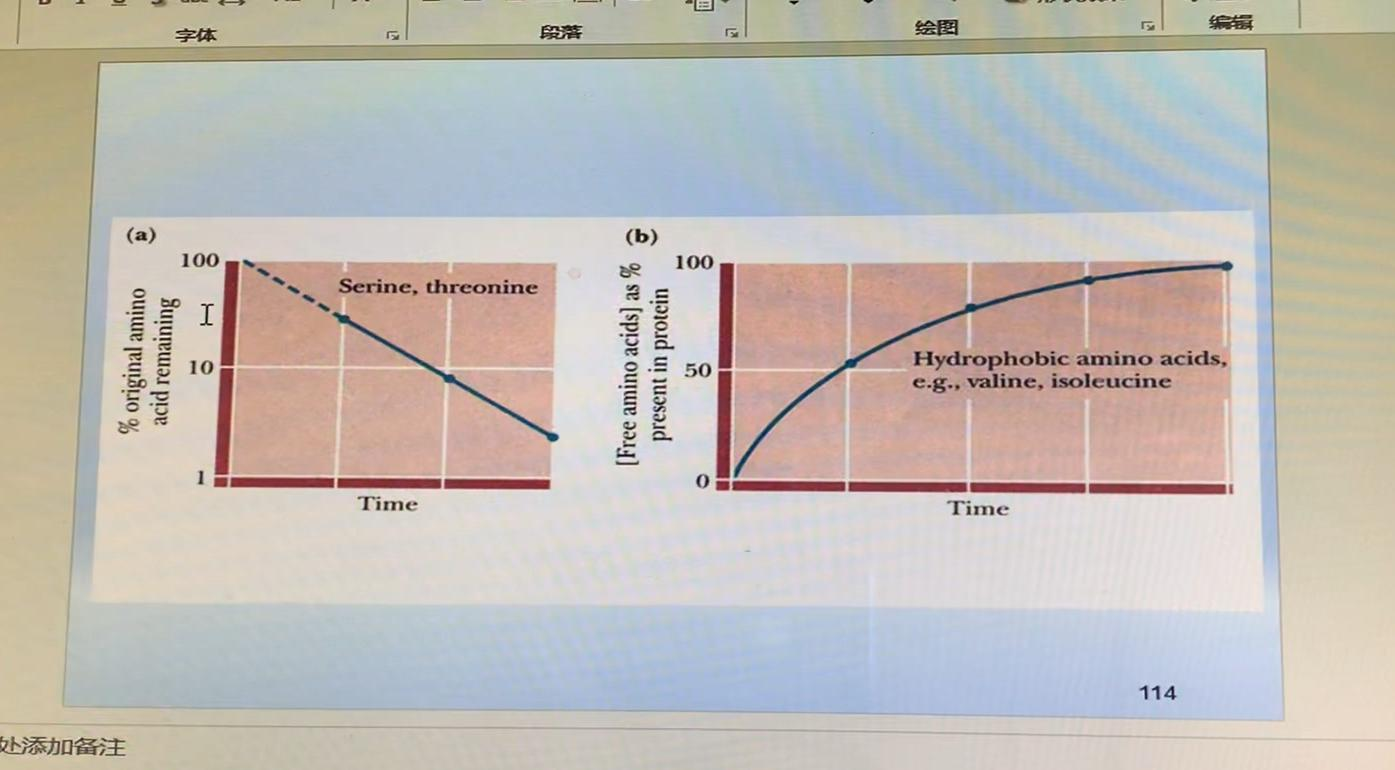 字体
段落
绘图
编辑
(a)
100
10
1
% original amino
acid remaining
Serine, threonine
Time
(b)
100
50
0
[Free amino acids] as %
present in protein
Hydrophobic amino acids,
e.g., valine, isoleucine
Time
114
处添加备注